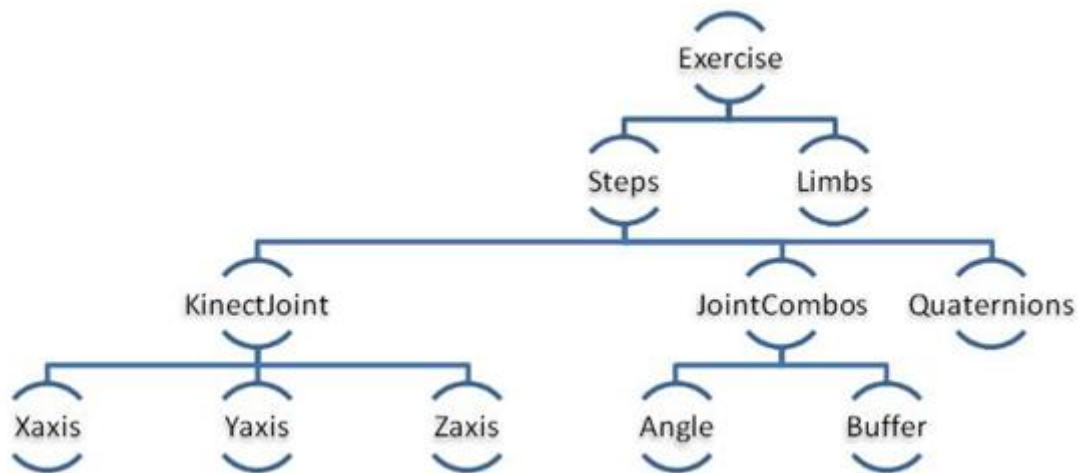 Exercise
Steps Limbs
KinectJoint JointCombos Quaternions
Xaxis Yaxis Zaxis Angle Buffer